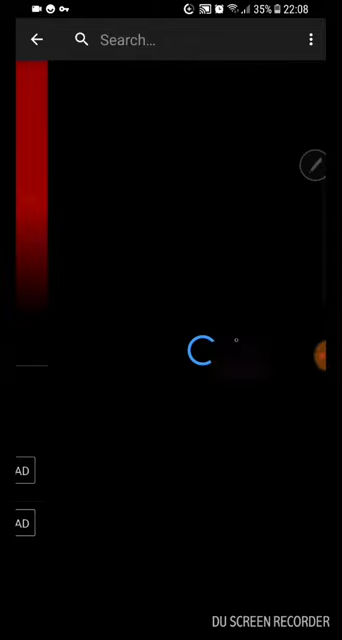 35% 22:08
Search...
AD
AD
DU SCREEN RECORDER